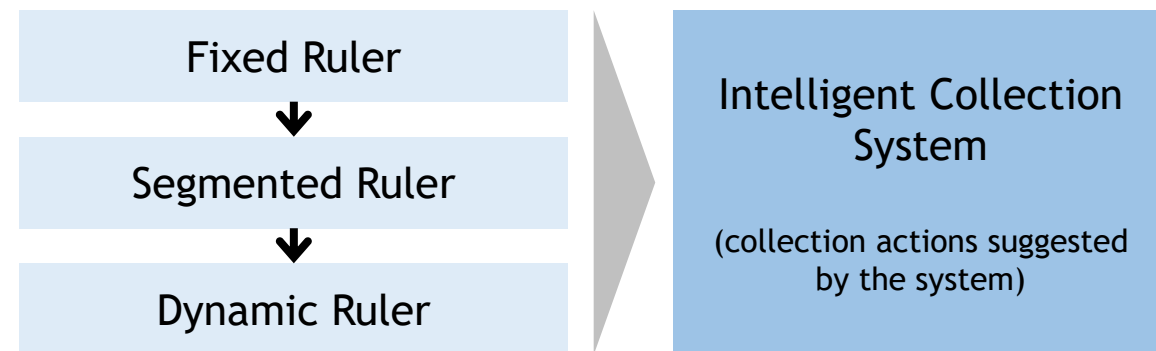 Fixed Ruler
Segmented Ruler
Dynamic Ruler
Intelligent Collection
System
(collection actions suggested
by the system)